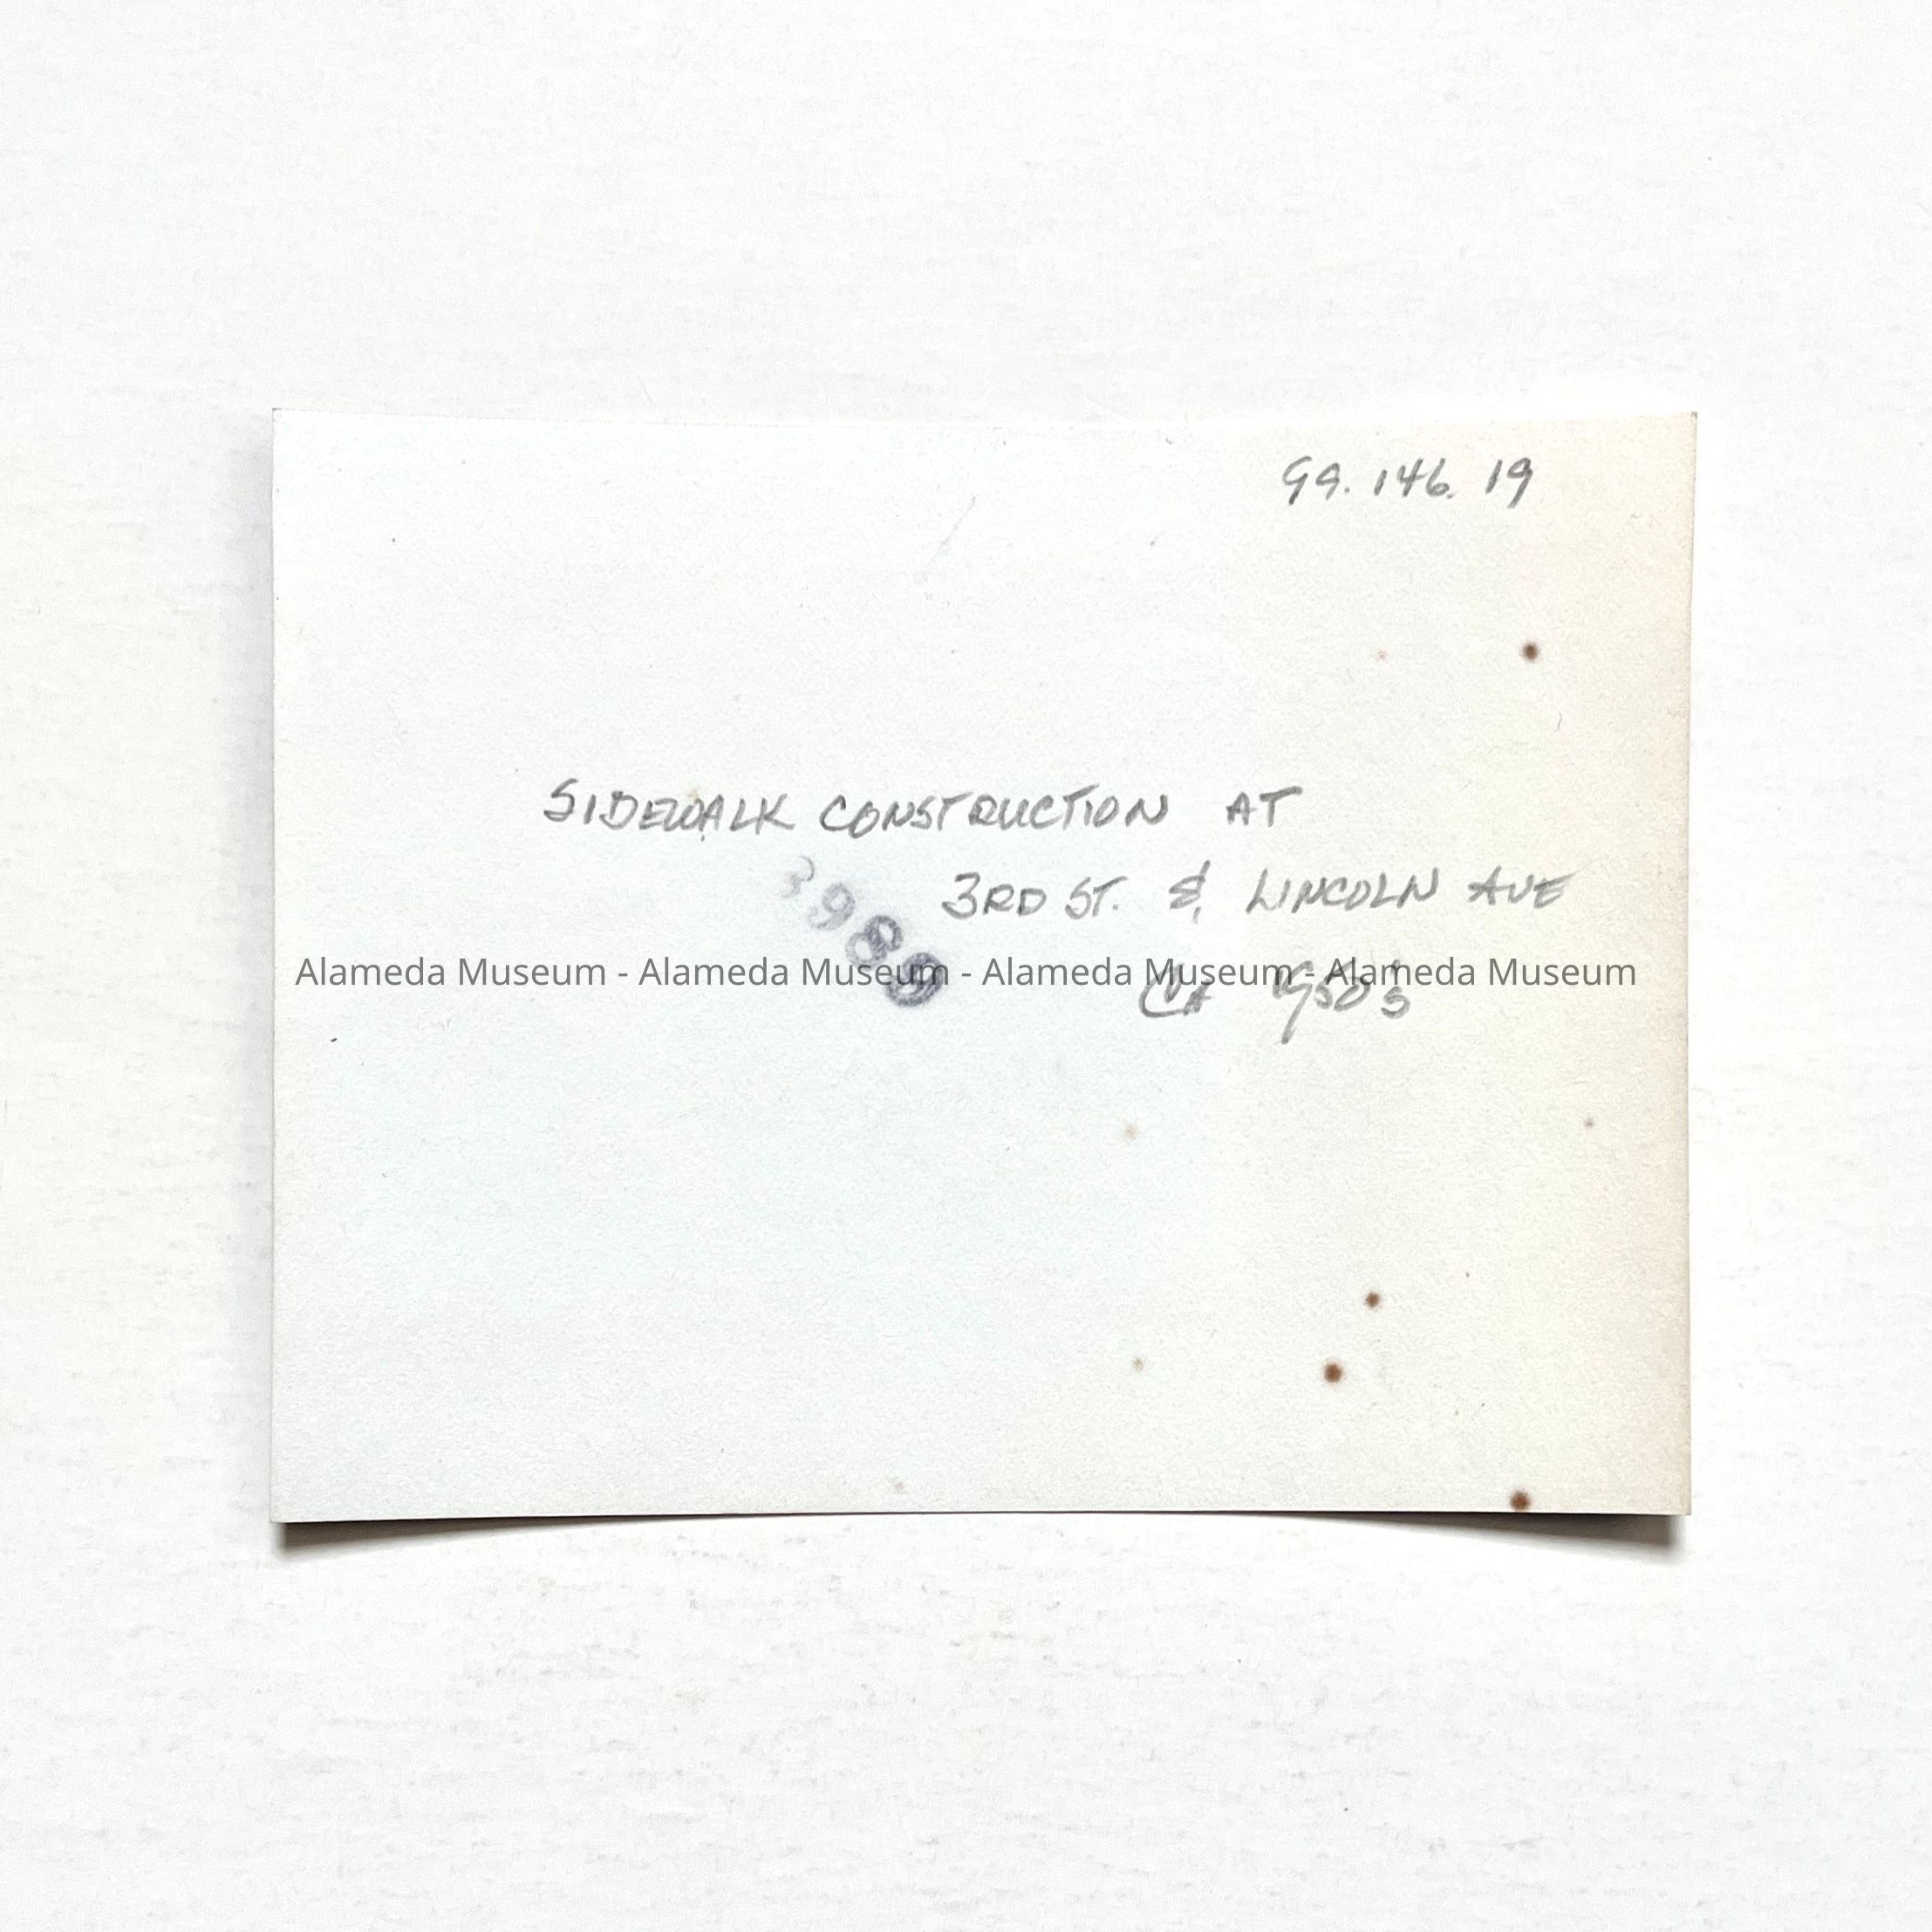 99.146.19
SIDEWALK CONSTRUCTION AT
3RD ST. & LINCOLN AVE
3989
Alameda Museum - Alameda Museum - Alameda Museum - Alameda Museum
CA 1950's